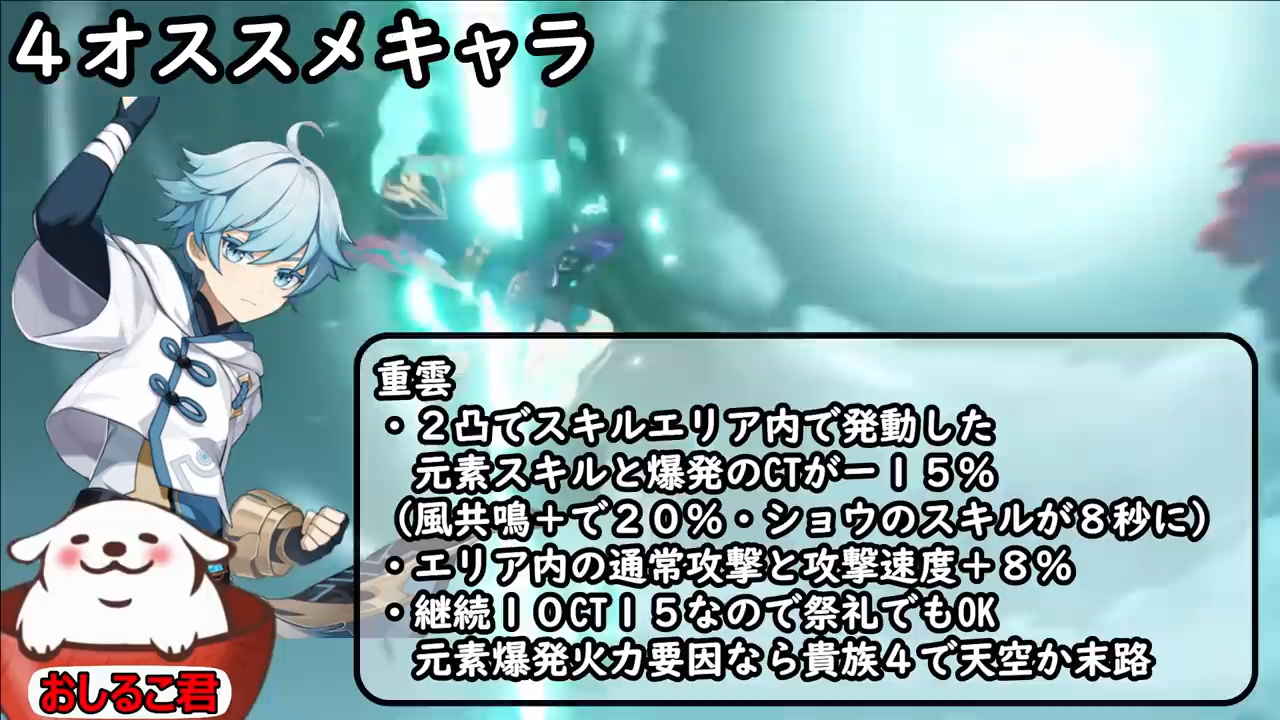 ４オススメキャラ
重雲
・２凸でスキルエリア内で発動した
元素スキルと爆発のCTがー１５％
（風共鳴＋で２０％・ショウのスキルが８秒に）
・エリア内の通常攻撃と攻撃速度＋８％
・継続１０CT１５なので祭礼でもOK
元素爆発火力要因なら貴族４で天空か末路
おしるこ君